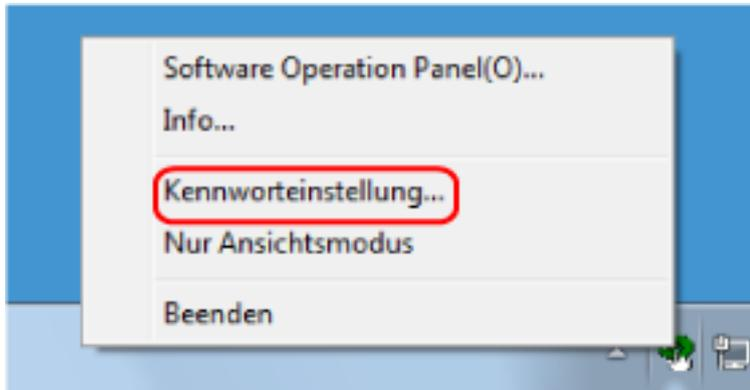 Software Operation Panel(O)...
Info...
Kennworteinstellung...
Nur Ansichtsmodus
Beenden